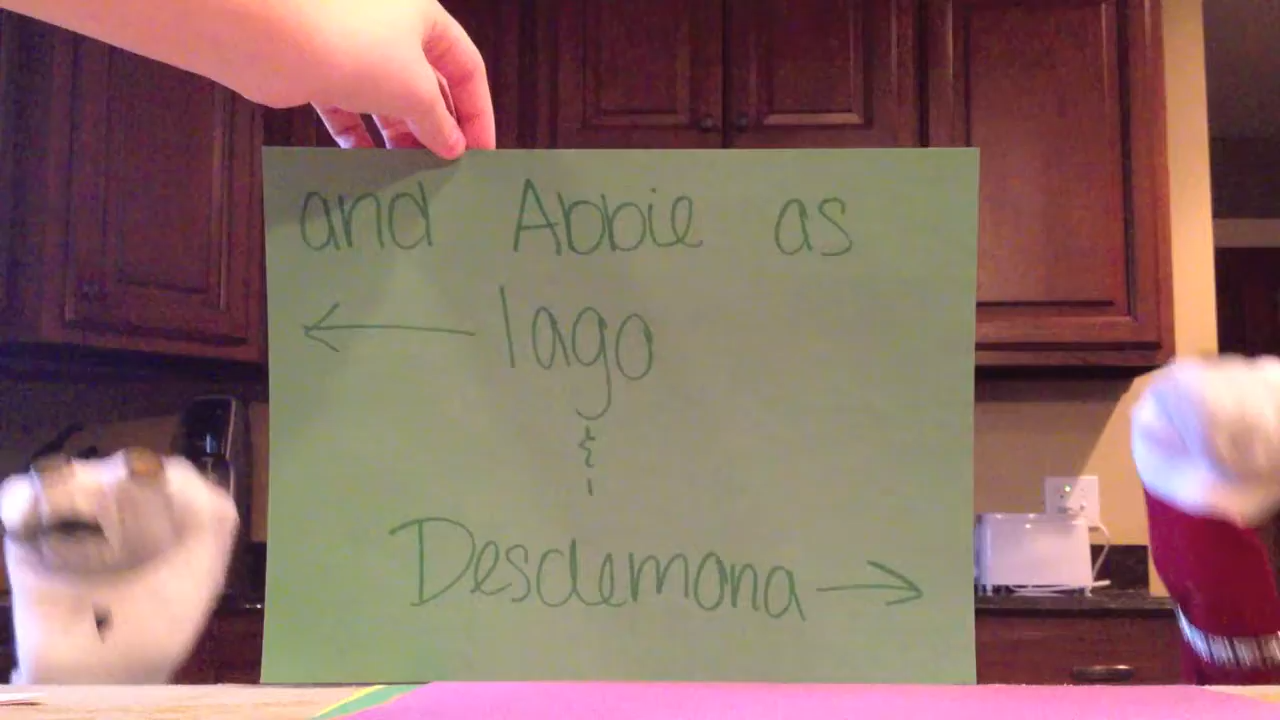 and Abbie as
← Iago
&
Desdemona →